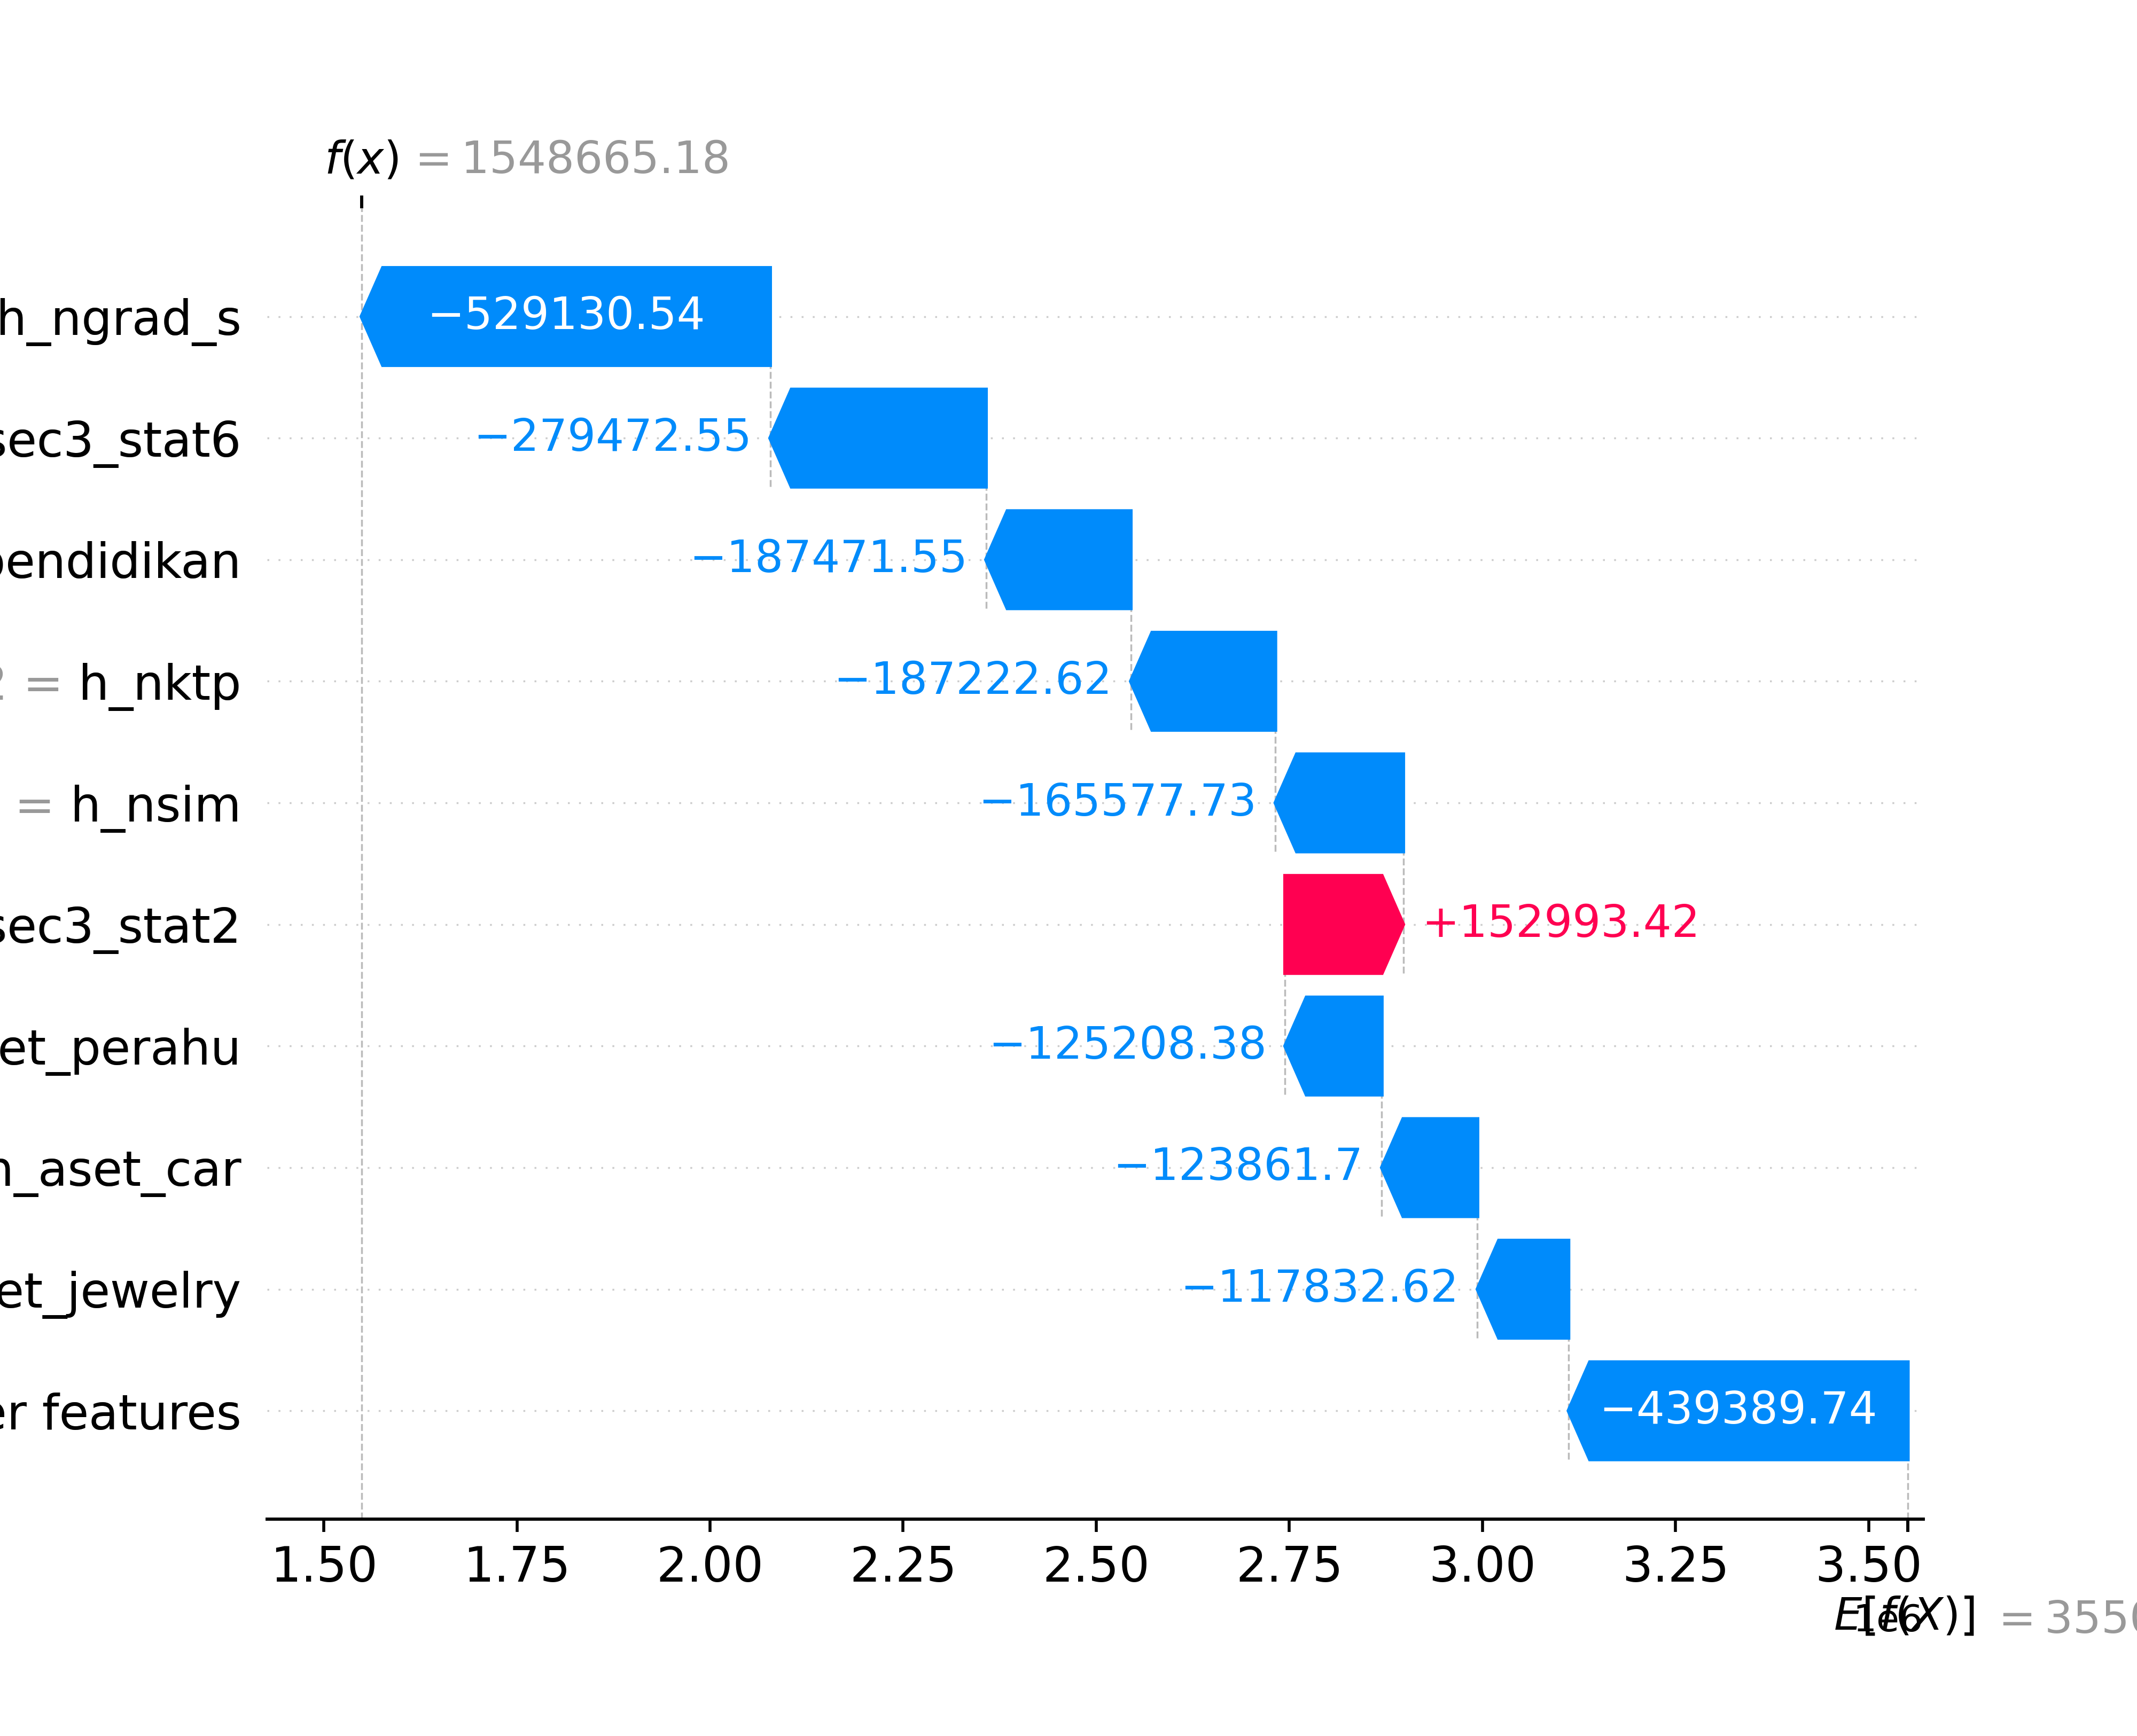 f(x) = 1548665.18
h_ngrad_s −529130.54
sec3_stat6 −279472.55
pendidikan −187471.55
2 = h_nktp −187222.62
= h_nsim −165577.73
sec3_stat2 +152993.42
et_perahu −125208.38
h_aset_car −123861.7
et_jewelry −117832.62
er features −439389.74
1.50 1.75 2.00 2.25 2.50 2.75 3.00 3.25 3.50
1e6
E[f(X)] = 3550